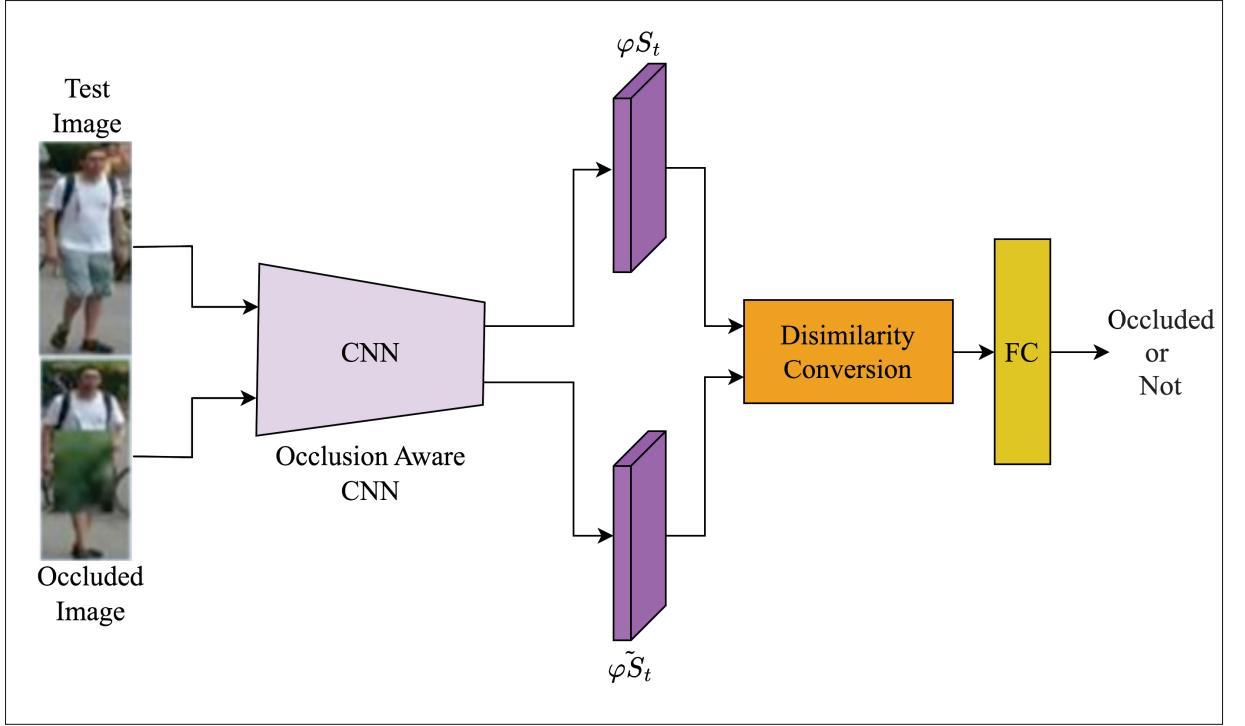 Test
Image
CNN
Occlusion Aware
CNN
Occluded
Image
φS_t
φS̃_t
Disimilarity
Conversion
FC
Occluded
or
Not